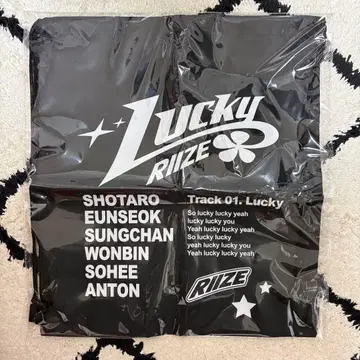 Lucky
RIIZE
SHOTARO
EUNSEOK
SUNGCHAN
WONBIN
SOHEE
ANTON
Track 01. Lucky
So lucky lucky yeah
lucky lucky you
Yeah lucky lucky yeah
So lucky lucky
yeah lucky lucky you
Yeah lucky lucky yeah
RIIZE